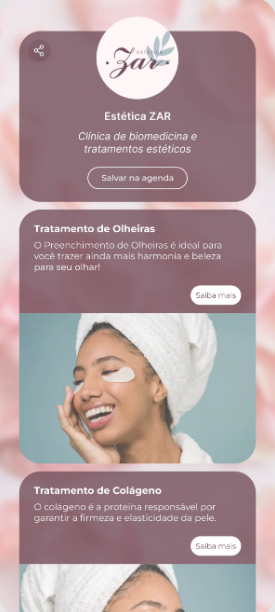 ESTÉTICA
Zar
Estética ZAR
Clínica de biomedicina e
tratamentos estéticos
Salvar na agenda
Tratamento de Olheiras
O Preenchimento de Olheiras é ideal para
você trazer ainda mais harmonia e beleza
para seu olhar!
Saiba mais
Tratamento de Colágeno
O colágeno é a proteína responsável por
garantir a firmeza e elasticidade da pele.
Saiba mais